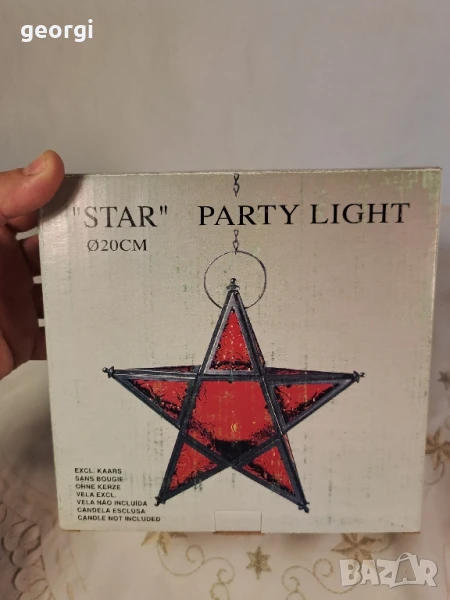 georgi
"STAR" PARTY LIGHT
Ø20CM
EXCL. KAARS
SANS BOUGIE
OHNE KERZE
VELA EXCL.
VELA NÃO INCLUÍDA
CANDELA ESCLUSA
CANDLE NOT INCLUDED
BAZAR